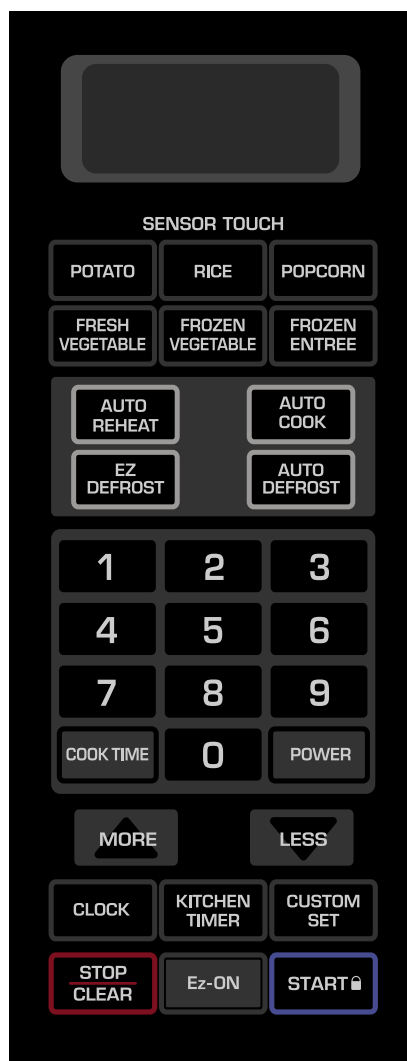 SENSOR TOUCH
POTATO RICE POPCORN
FRESH VEGETABLE
FROZEN VEGETABLE
FROZEN ENTREE
AUTO REHEAT
AUTO COOK
EZ DEFROST
AUTO DEFROST
1 2 3
4 5 6
7 8 9
COOK TIME 0 POWER
MORE LESS
CLOCK
KITCHEN TIMER
CUSTOM SET
STOP
CLEAR
Ez-ON
START